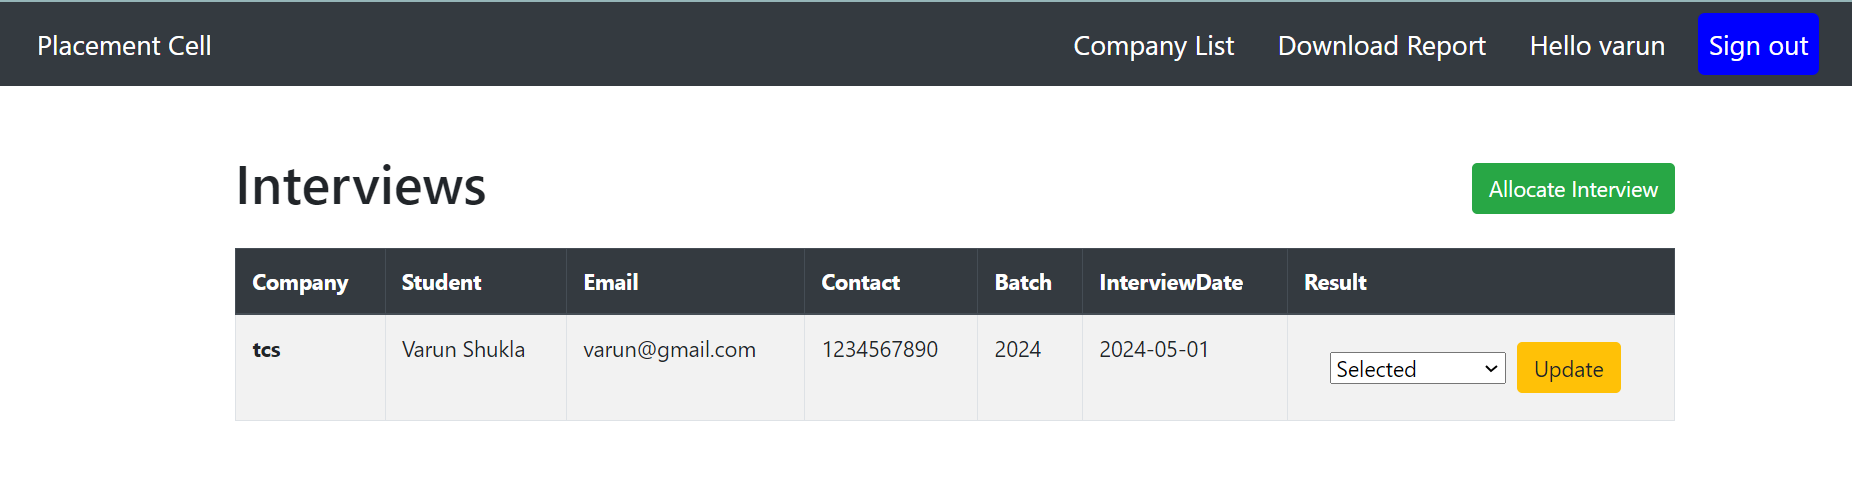 Placement Cell Company List Download Report Hello varun Sign out
Interviews Allocate Interview
Company Student Email Contact Batch InterviewDate Result
tcs Varun Shukla varun@gmail.com 1234567890 2024 2024-05-01 Selected Update